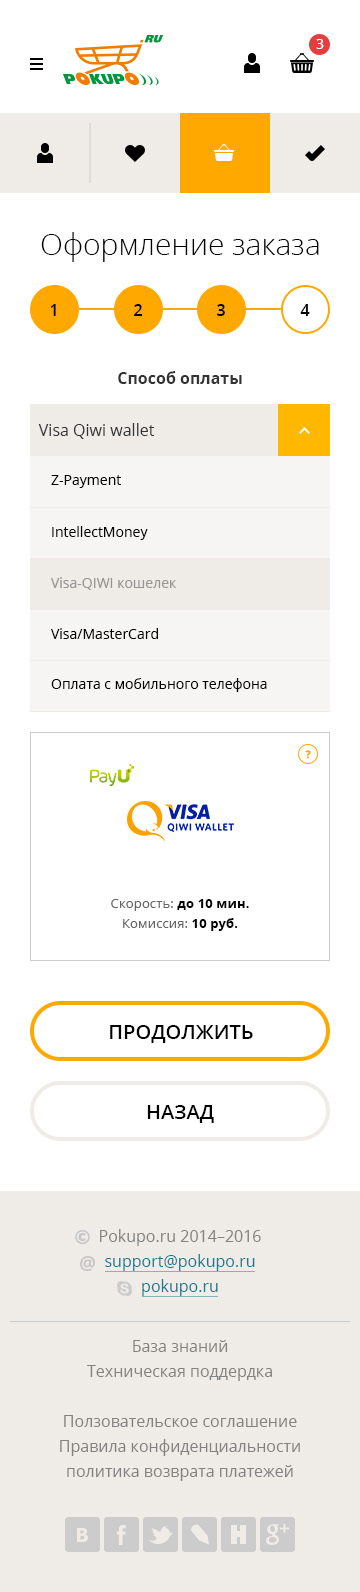 .RU
POKUPO
3
Оформление заказа
1 2 3 4
Способ оплаты
Visa Qiwi wallet
Z-Payment
IntellectMoney
Visa-QIWI кошелек
Visa/MasterCard
Оплата с мобильного телефона
?
PayU
VISA
QIWI WALLET
Скорость: до 10 мин.
Комиссия: 10 руб.
ПРОДОЛЖИТЬ
НАЗАД
© Pokupo.ru 2014–2016
@ support@pokupo.ru
pokupo.ru
База знаний
Техническая поддердка
Ползовательское соглашение
Правила конфиденциальности
политика возврата платежей
B f H g+